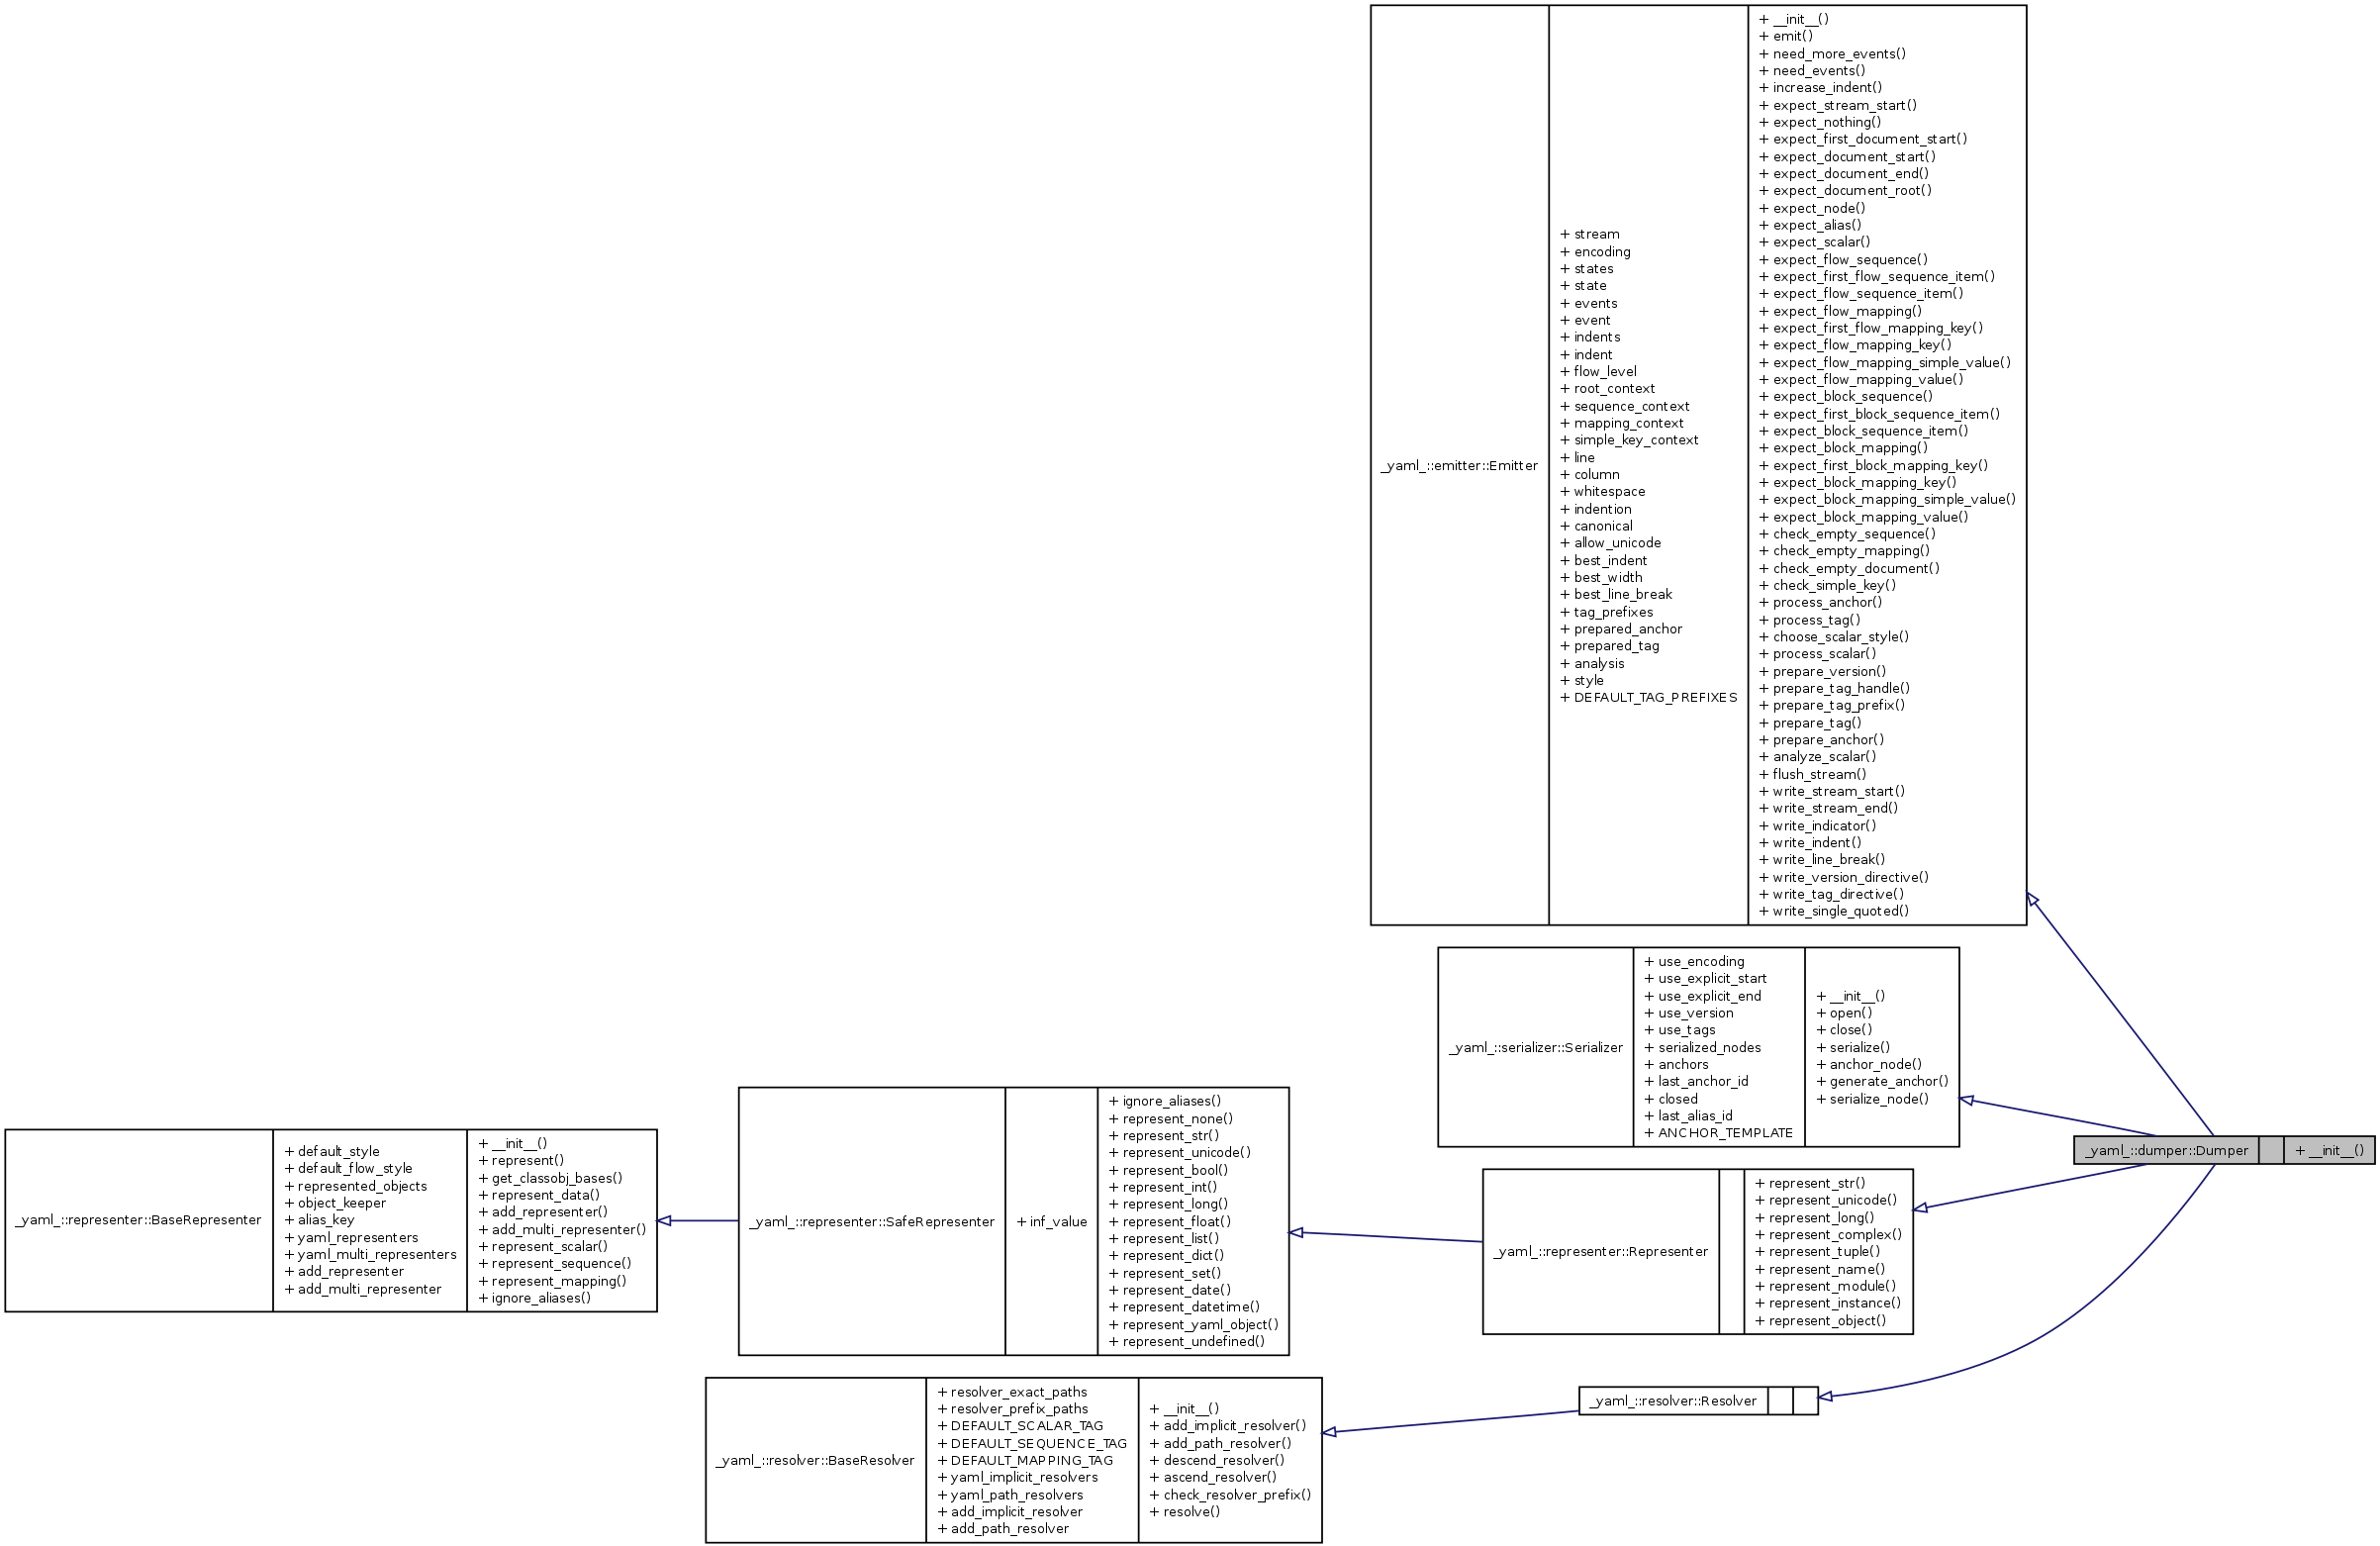 _yaml_::emitter::Emitter
+ stream
+ encoding
+ states
+ state
+ events
+ event
+ indents
+ indent
+ flow_level
+ root_context
+ sequence_context
+ mapping_context
+ simple_key_context
+ line
+ column
+ whitespace
+ indention
+ canonical
+ allow_unicode
+ best_indent
+ best_width
+ best_line_break
+ tag_prefixes
+ prepared_anchor
+ prepared_tag
+ analysis
+ style
+ DEFAULT_TAG_PREFIXES
+ __init__()
+ emit()
+ need_more_events()
+ need_events()
+ increase_indent()
+ expect_stream_start()
+ expect_nothing()
+ expect_first_document_start()
+ expect_document_start()
+ expect_document_end()
+ expect_document_root()
+ expect_node()
+ expect_alias()
+ expect_scalar()
+ expect_flow_sequence()
+ expect_first_flow_sequence_item()
+ expect_flow_sequence_item()
+ expect_flow_mapping()
+ expect_first_flow_mapping_key()
+ expect_flow_mapping_key()
+ expect_flow_mapping_simple_value()
+ expect_flow_mapping_value()
+ expect_block_sequence()
+ expect_first_block_sequence_item()
+ expect_block_sequence_item()
+ expect_block_mapping()
+ expect_first_block_mapping_key()
+ expect_block_mapping_key()
+ expect_block_mapping_simple_value()
+ expect_block_mapping_value()
+ check_empty_sequence()
+ check_empty_mapping()
+ check_empty_document()
+ check_simple_key()
+ process_anchor()
+ process_tag()
+ choose_scalar_style()
+ process_scalar()
+ prepare_version()
+ prepare_tag_handle()
+ prepare_tag_prefix()
+ prepare_tag()
+ prepare_anchor()
+ analyze_scalar()
+ flush_stream()
+ write_stream_start()
+ write_stream_end()
+ write_indicator()
+ write_indent()
+ write_line_break()
+ write_version_directive()
+ write_tag_directive()
+ write_single_quoted()
_yaml_::serializer::Serializer
+ use_encoding
+ use_explicit_start
+ use_explicit_end
+ use_version
+ use_tags
+ serialized_nodes
+ anchors
+ last_anchor_id
+ closed
+ last_alias_id
+ ANCHOR_TEMPLATE
+ __init__()
+ open()
+ close()
+ serialize()
+ anchor_node()
+ generate_anchor()
+ serialize_node()
_yaml_::dumper::Dumper
+ __init__()
_yaml_::representer::BaseRepresenter
+ default_style
+ default_flow_style
+ represented_objects
+ object_keeper
+ alias_key
+ yaml_representers
+ yaml_multi_representers
+ add_representer
+ add_multi_representer
+ __init__()
+ represent()
+ get_classobj_bases()
+ represent_data()
+ add_representer()
+ add_multi_representer()
+ represent_scalar()
+ represent_sequence()
+ represent_mapping()
+ ignore_aliases()
_yaml_::representer::SafeRepresenter
+ inf_value
+ ignore_aliases()
+ represent_none()
+ represent_str()
+ represent_unicode()
+ represent_bool()
+ represent_int()
+ represent_long()
+ represent_float()
+ represent_list()
+ represent_dict()
+ represent_set()
+ represent_date()
+ represent_datetime()
+ represent_yaml_object()
+ represent_undefined()
_yaml_::representer::Representer
+ represent_str()
+ represent_unicode()
+ represent_long()
+ represent_complex()
+ represent_tuple()
+ represent_name()
+ represent_module()
+ represent_instance()
+ represent_object()
_yaml_::resolver::BaseResolver
+ resolver_exact_paths
+ resolver_prefix_paths
+ DEFAULT_SCALAR_TAG
+ DEFAULT_SEQUENCE_TAG
+ DEFAULT_MAPPING_TAG
+ yaml_implicit_resolvers
+ yaml_path_resolvers
+ add_implicit_resolver
+ add_path_resolver
+ __init__()
+ add_implicit_resolver()
+ add_path_resolver()
+ descend_resolver()
+ ascend_resolver()
+ check_resolver_prefix()
+ resolve()
_yaml_::resolver::Resolver